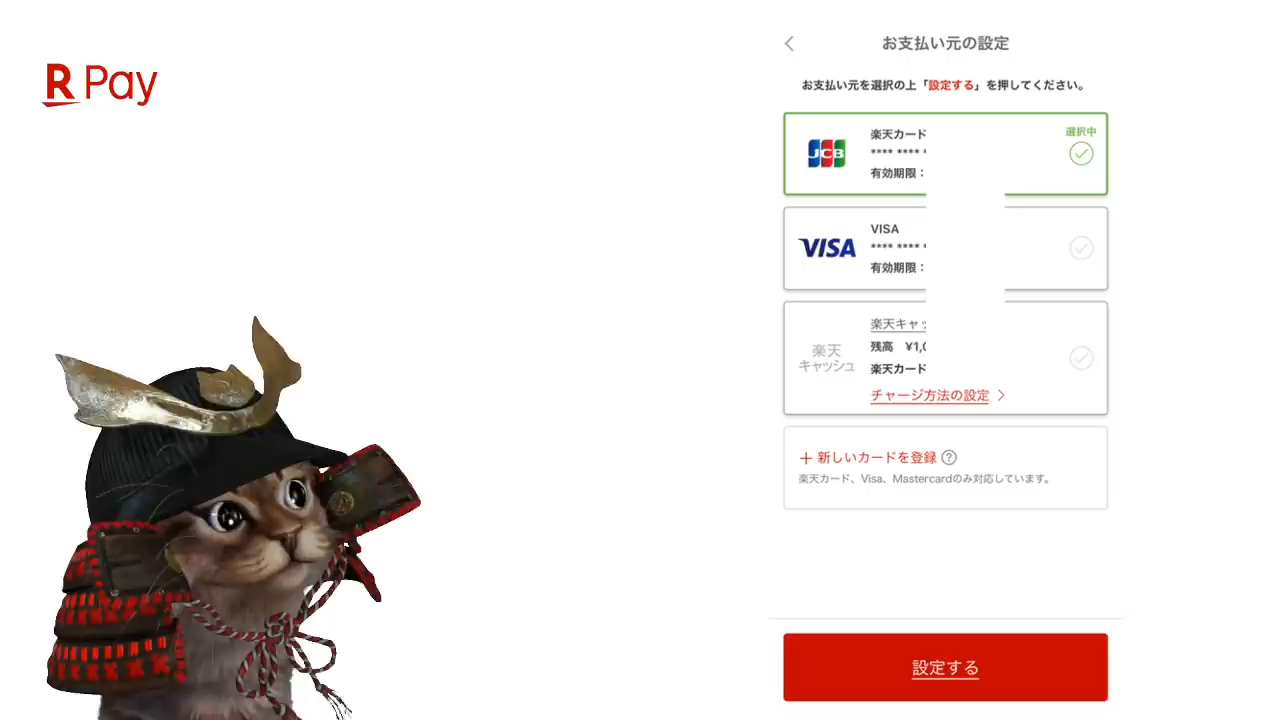 R Pay
お支払い元の設定
お支払い元を選択の上「設定する」を押してください。
JCB
楽天カード
**** ****
有効期限：
選択中
VISA
VISA
**** ****
有効期限：
楽天
キャッシュ
楽天キャッ
残高 ¥1,
楽天カード
チャージ方法の設定
+ 新しいカードを登録 ?
楽天カード、Visa、Mastercardのみ対応しています。
設定する